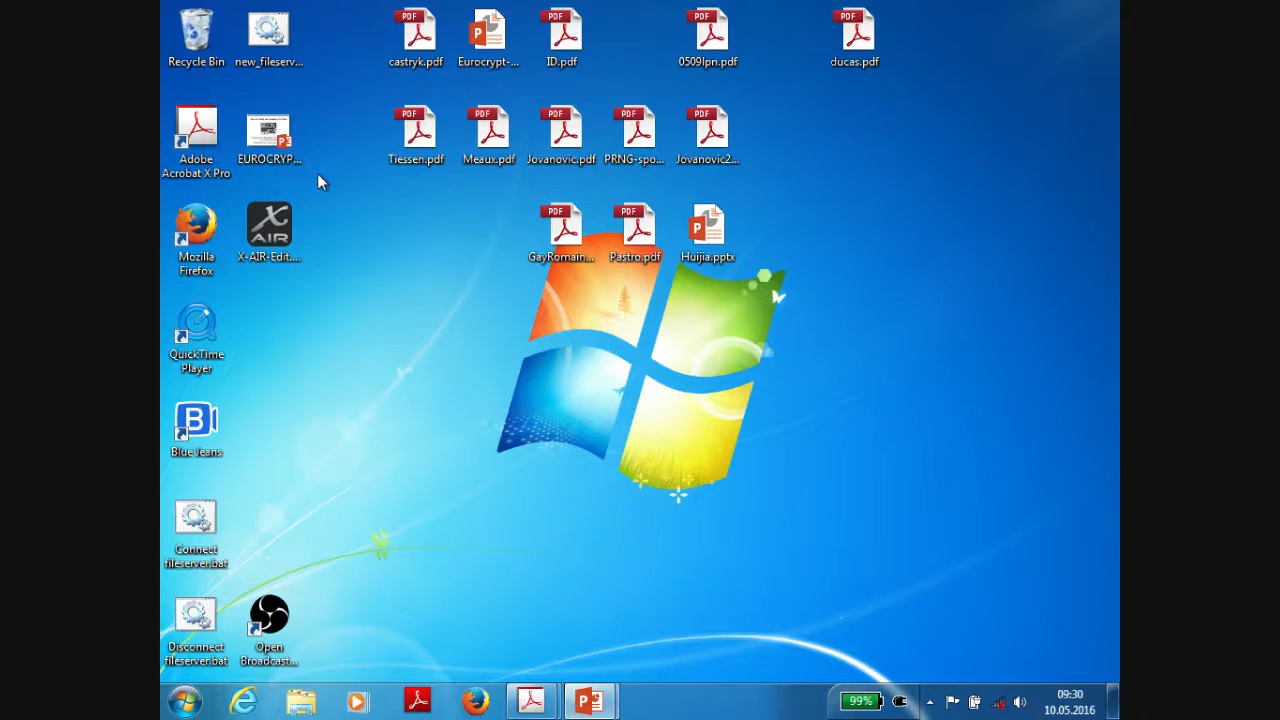 Recycle Bin
new_fileserv...
castryk.pdf
Eurocrypt-...
ID.pdf
0509lpn.pdf
ducas.pdf
Adobe
Acrobat X Pro
EUROCRYP...
Tiessen.pdf
Meaux.pdf
Jovanovic.pdf
PRNG-spo...
Jovanovic2...
Mozilla
Firefox
X-AIR-Edit....
GayRomain...
Pastro.pdf
Huijia.pptx
QuickTime
Player
Blue Jeans
Connect
fileserver.bat
Disconnect
fileserver.bat
Open
Broadcast...
99%
09:30
10.05.2016